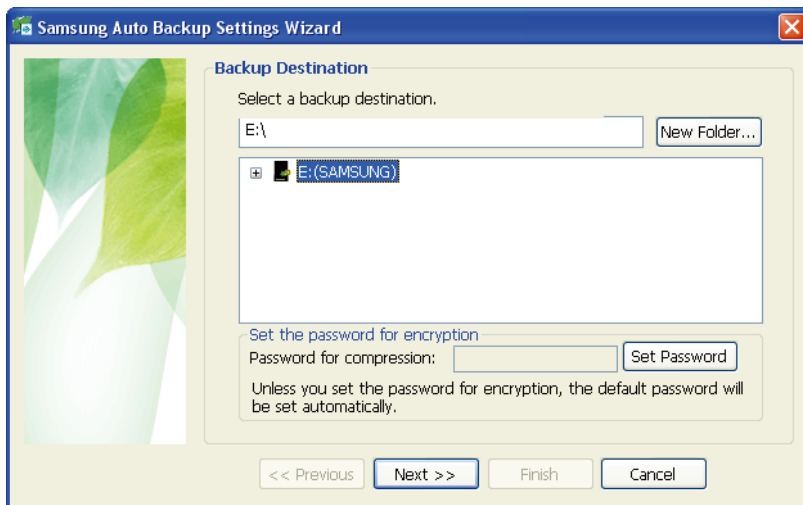 Samsung Auto Backup Settings Wizard
Backup Destination
Select a backup destination.
E:\
New Folder...
E:(SAMSUNG)
Set the password for encryption
Password for compression:
Set Password
Unless you set the password for encryption, the default password will
be set automatically.
<< Previous
Next >>
Finish
Cancel